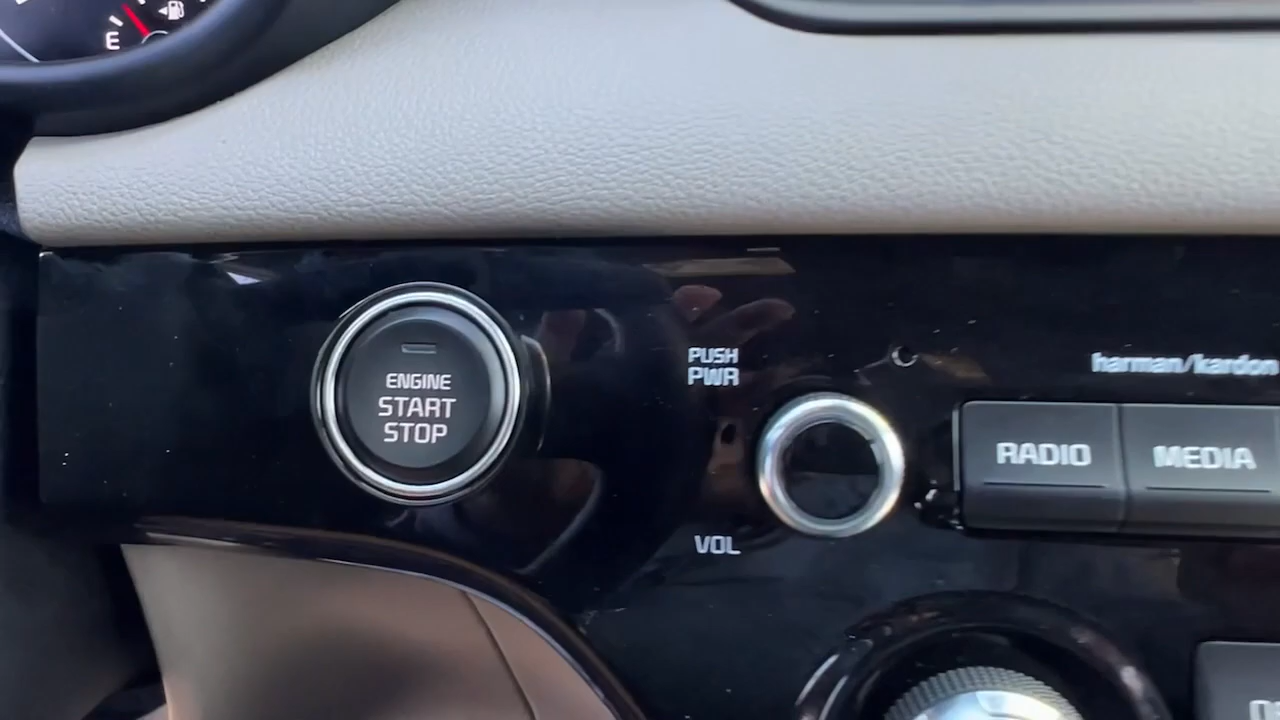 E
ENGINE
START
STOP
PUSH
PWR
VOL
harman/kardon
RADIO
MEDIA